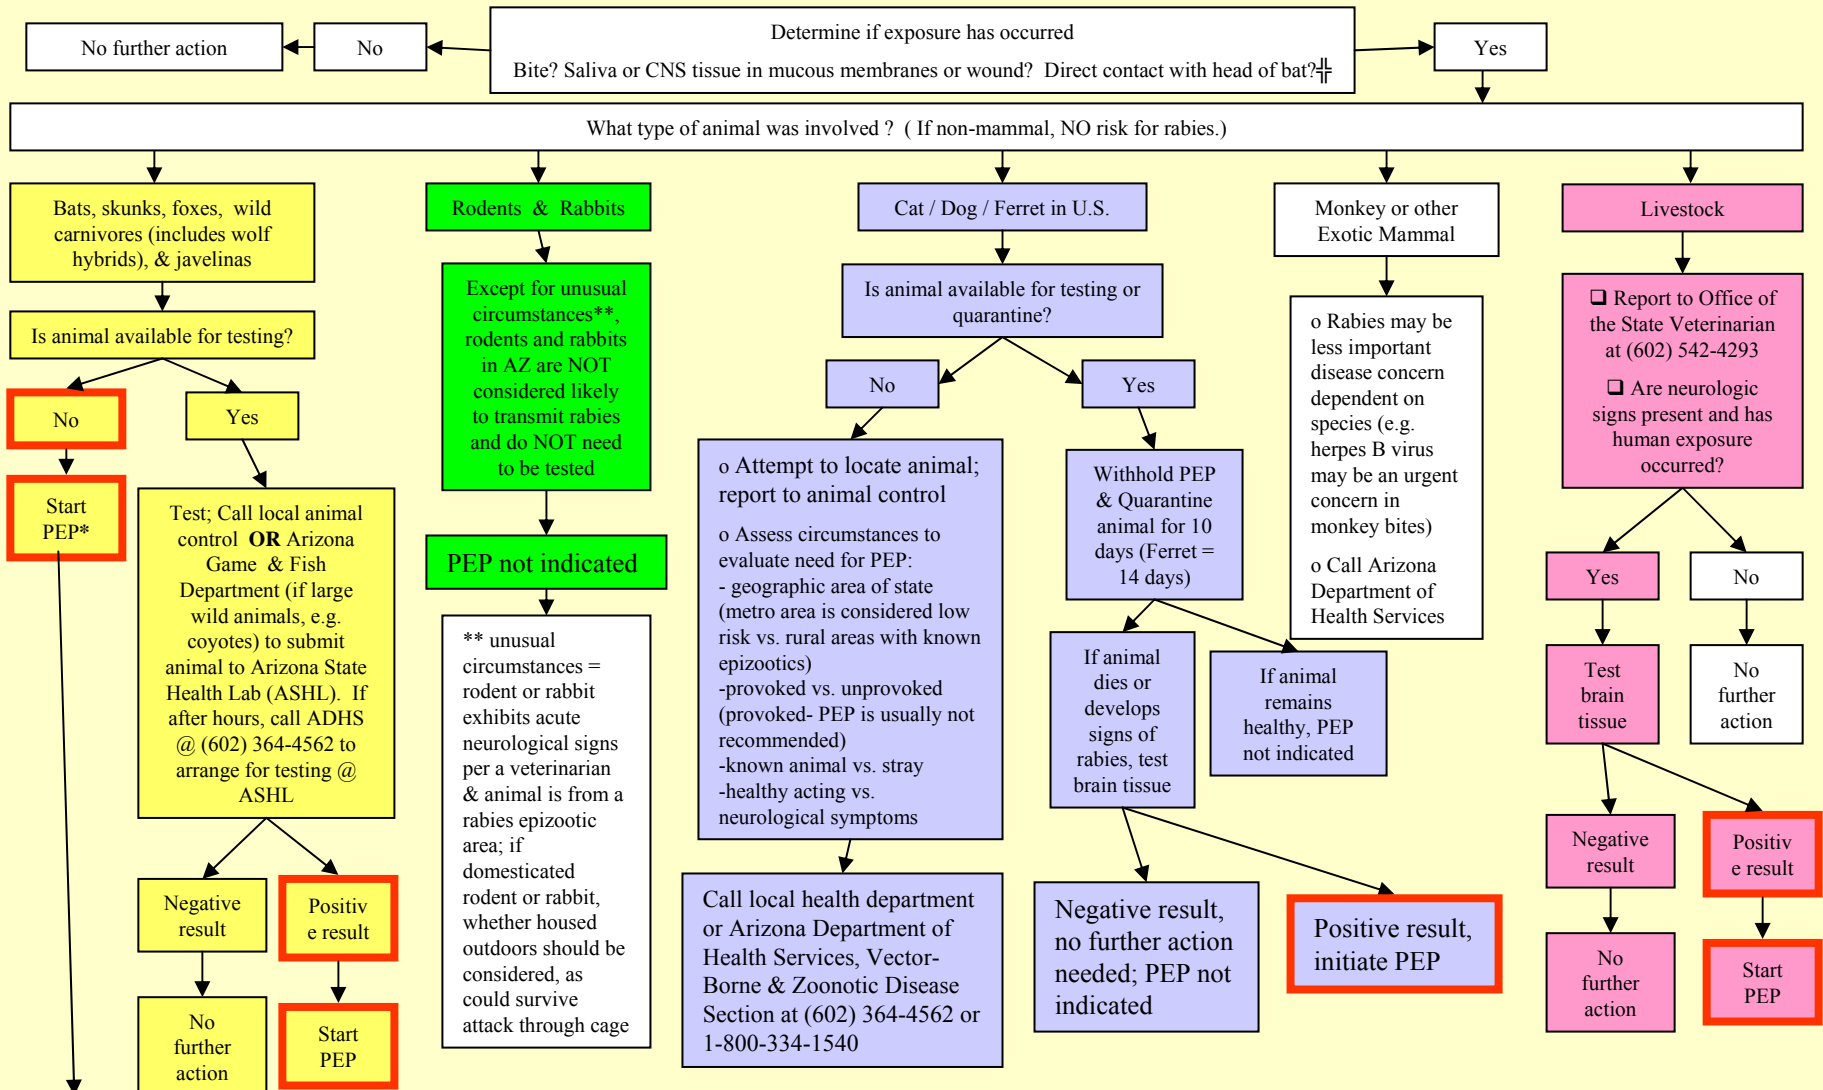 No further action
No
Determine if exposure has occurred
Bite? Saliva or CNS tissue in mucous membranes or wound?  Direct contact with head of bat?╬
Yes
What type of animal was involved ?  ( If non-mammal, NO risk for rabies.)
Bats, skunks, foxes,  wild
carnivores (includes wolf
hybrids), & javelinas
Is animal available for testing?
No
Yes
Start
PEP*
Test; Call local animal
control  OR Arizona
Game  & Fish
Department (if large
wild animals, e.g.
coyotes) to submit
animal to Arizona State
Health Lab (ASHL).  If
after hours, call ADHS
@ (602) 364-4562 to
arrange for testing @
ASHL
Negative
result
Positiv
e result
No
further
action
Start
PEP
Rodents  &  Rabbits
Except for unusual
circumstances**,
rodents and rabbits
in AZ are NOT
considered likely
to transmit rabies
and do NOT need
to be tested
PEP not indicated
** unusual
circumstances =
rodent or rabbit
exhibits acute
neurological signs
per a veterinarian
& animal is from a
rabies epizootic
area; if
domesticated
rodent or rabbit,
whether housed
outdoors should be
considered, as
could survive
attack through cage
Cat / Dog / Ferret in U.S.
Is animal available for testing or
quarantine?
No
Yes
o Attempt to locate animal;
report to animal control
o Assess circumstances to
evaluate need for PEP:
- geographic area of state
(metro area is considered low
risk vs. rural areas with known
epizootics)
-provoked vs. unprovoked
(provoked- PEP is usually not
recommended)
-known animal vs. stray
-healthy acting vs.
neurological symptoms
Call local health department
or Arizona Department of
Health Services, Vector-
Borne & Zoonotic Disease
Section at (602) 364-4562 or
1-800-334-1540
Withhold PEP
& Quarantine
animal for 10
days (Ferret =
14 days)
If animal
dies or
develops
signs of
rabies, test
brain tissue
If animal
remains
healthy, PEP
not indicated
Negative result,
no further action
needed; PEP not
indicated
Positive result,
initiate PEP
Monkey or other
Exotic Mammal
o Rabies may be
less important
disease concern
dependent on
species (e.g.
herpes B virus
may be an urgent
concern in
monkey bites)
o Call Arizona
Department of
Health Services
Livestock
❑ Report to Office of
the State Veterinarian
at (602) 542-4293
❑ Are neurologic
signs present and has
human exposure
occurred?
Yes
No
Test
brain
tissue
No
further
action
Negative
result
Positiv
e result
No
further
action
Start
PEP